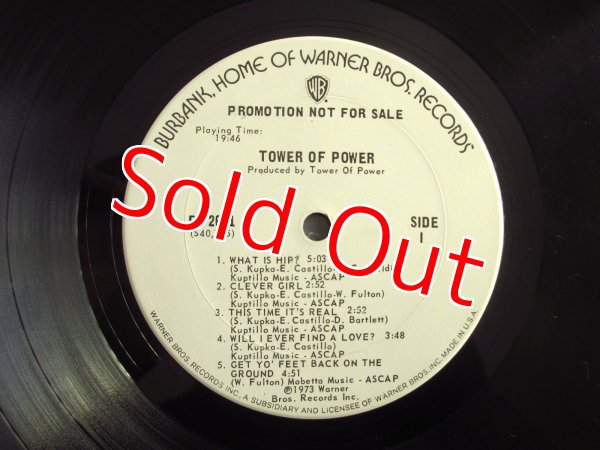 BURBANK, HOME OF WARNER BROS. RECORDS
WB
PROMOTION NOT FOR SALE
Playing Time:
19:46
TOWER OF POWER
Produced by Tower Of Power
SIDE
1
Sold Out
1. WHAT IS HIP? 5:03
(S. Kupka-E. Castillo-
Kuptillo Music - ASCAP
2. CLEVER GIRL 2:52
(S. Kupka-E. Castillo-W. Fulton)
Kuptillo Music - ASCAP
3. THIS TIME IT'S REAL 2:52
(S. Kupka-E. Castillo-D. Bartlett)
Kuptillo Music - ASCAP
4. WILL I EVER FIND A LOVE? 3:48
(S. Kupka-E. Castillo)
Kuptillo Music - ASCAP
5. GET YO' FEET BACK ON THE
GROUND 4:51
(W. Fulton) Mobetta Music - ASCAP
℗1973 Warner
Bros. Records Inc.
WARNER BROS. RECORDS INC., A SUBSIDIARY AND LICENSEE OF WARNER BROS. INC. MADE IN U.S.A.